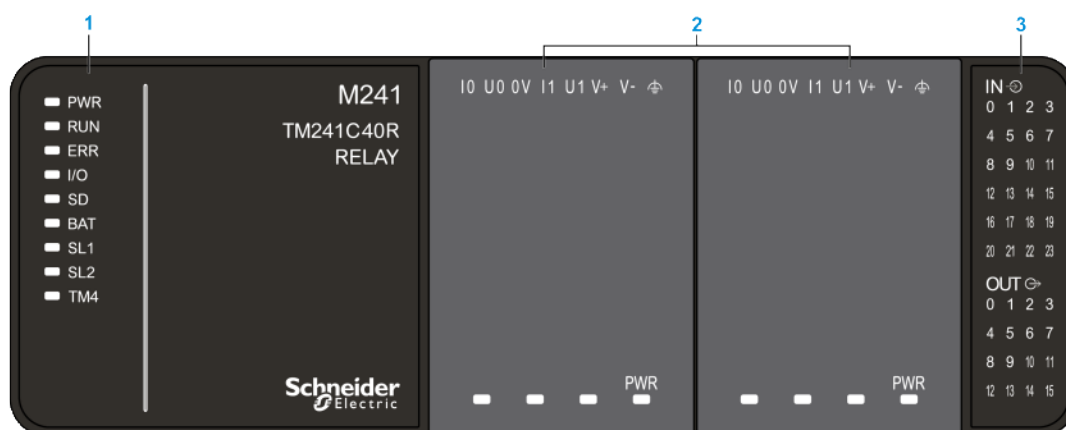 1
2
3
PWR
RUN
ERR
I/O
SD
BAT
SL1
SL2
TM4
M241
TM241C40R
RELAY
Schneider
Electric
I0 U0 0V I1 U1 V+ V-
PWR
I0 U0 0V I1 U1 V+ V-
PWR
IN
0 1 2 3
4 5 6 7
8 9 10 11
12 13 14 15
16 17 18 19
20 21 22 23
OUT
0 1 2 3
4 5 6 7
8 9 10 11
12 13 14 15